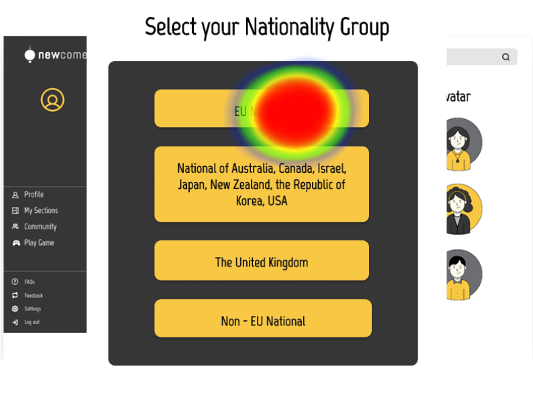 Select your Nationality Group
newcome
EU N
National of Australia, Canada, Israel,
Japan, New Zealand, the Republic of
Korea, USA
The United Kingdom
Non - EU National
Profile
My Sections
Community
Play Game
FAQs
Feedback
Settings
Log out
vatar